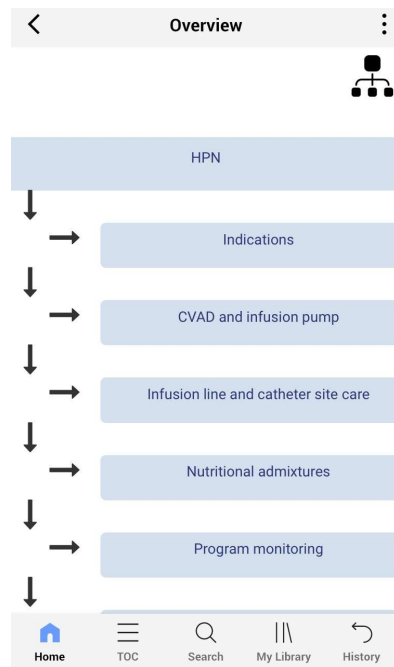 Overview
HPN
Indications
CVAD and infusion pump
Infusion line and catheter site care
Nutritional admixtures
Program monitoring
Home
TOC
Search
My Library
History